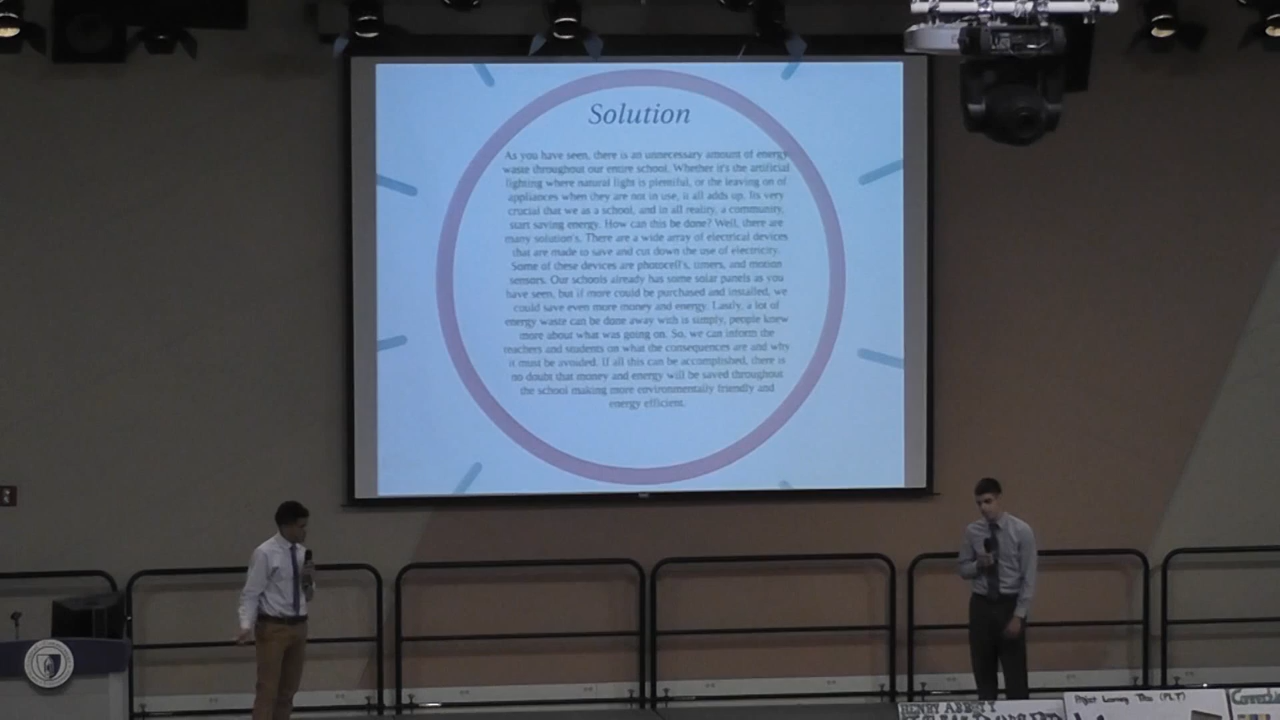 Solution
As you have seen, there is an unnecessary amount of energy
waste throughout our entire school. Whether it's the artificial
lighting where natural light is plentiful, or the leaving on of
appliances when they are not in use, it all adds up. Its very
crucial that we as a school, and in all reality, a community,
start saving energy. How can this be done? Well, there are
many solution's. There are a wide array of electrical devices
that are made to save and cut down the use of electricity.
Some of these devices are photocell's, timers, and motion
sensors. Our schools already has some solar panels as you
have seen, but if more could be purchased and installed, we
could save even more money and energy. Lastly, a lot of
energy waste can be done away with is simply, people knew
more about what was going on. So, we can inform the
teachers and students on what the consequences are and why
it must be avoided. If all this can be accomplished, there is
no doubt that money and energy will be saved throughout
the school making more environmentally friendly and
energy efficient.
HENRY ABBOTT
Project Learning Tree (PLT)